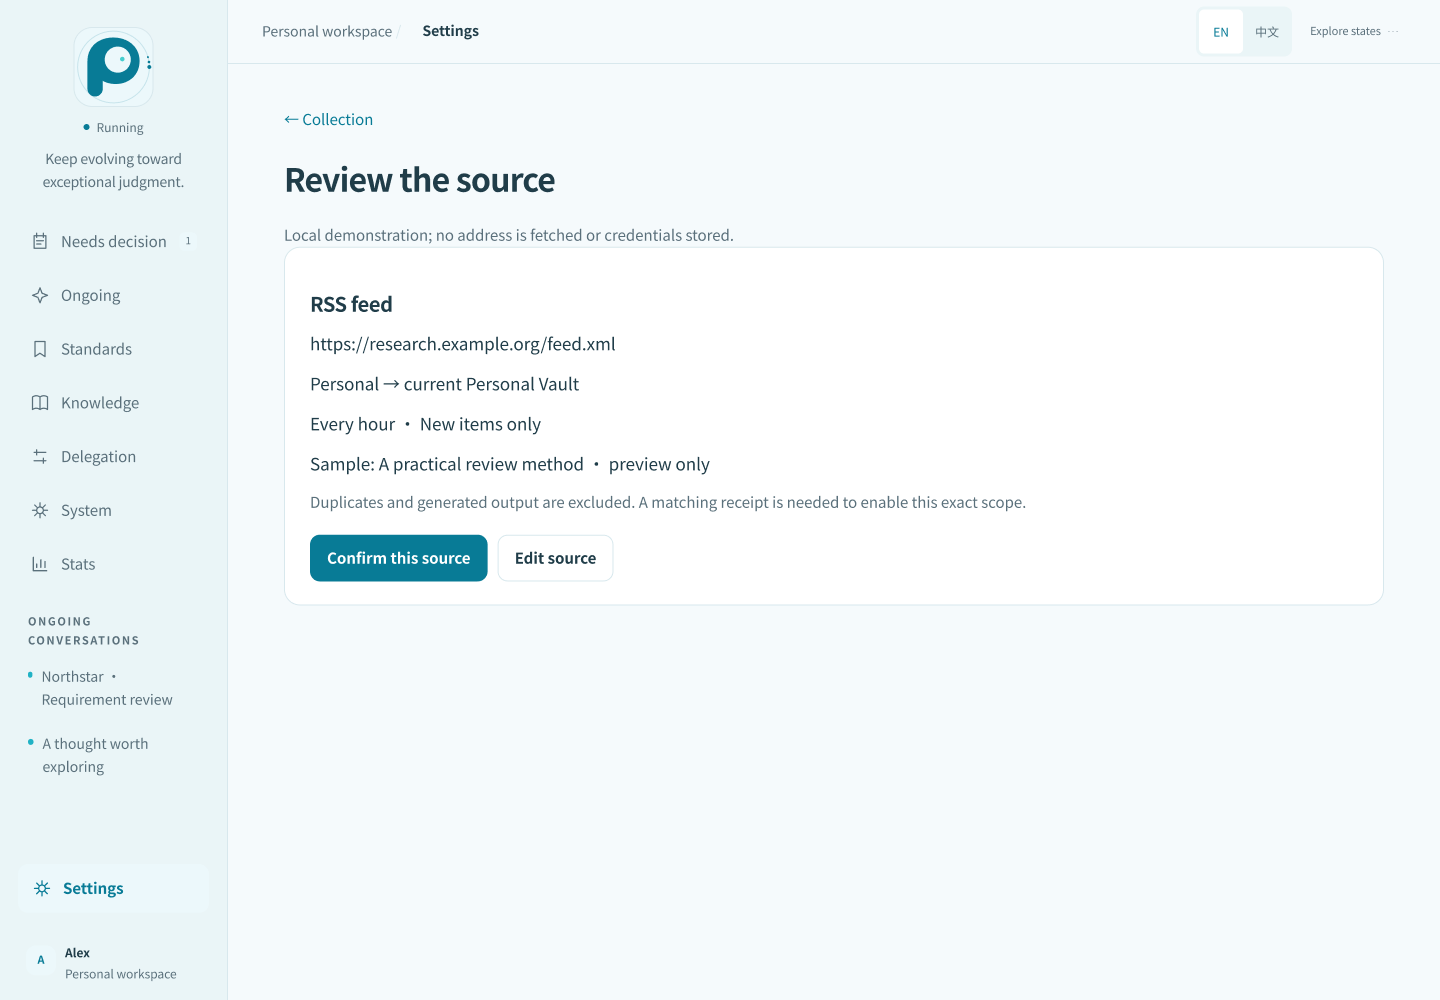 Running
Keep evolving toward
exceptional judgment.
Needs decision 1
Ongoing
Standards
Knowledge
Delegation
System
Stats
ONGOING
CONVERSATIONS
Northstar •
Requirement review
A thought worth
exploring
Settings
A
Alex
Personal workspace
Personal workspace / Settings
EN 中文 Explore states ···
← Collection
Review the source
Local demonstration; no address is fetched or credentials stored.
RSS feed
https://research.example.org/feed.xml
Personal → current Personal Vault
Every hour • New items only
Sample: A practical review method • preview only
Duplicates and generated output are excluded. A matching receipt is needed to enable this exact scope.
Confirm this source Edit source